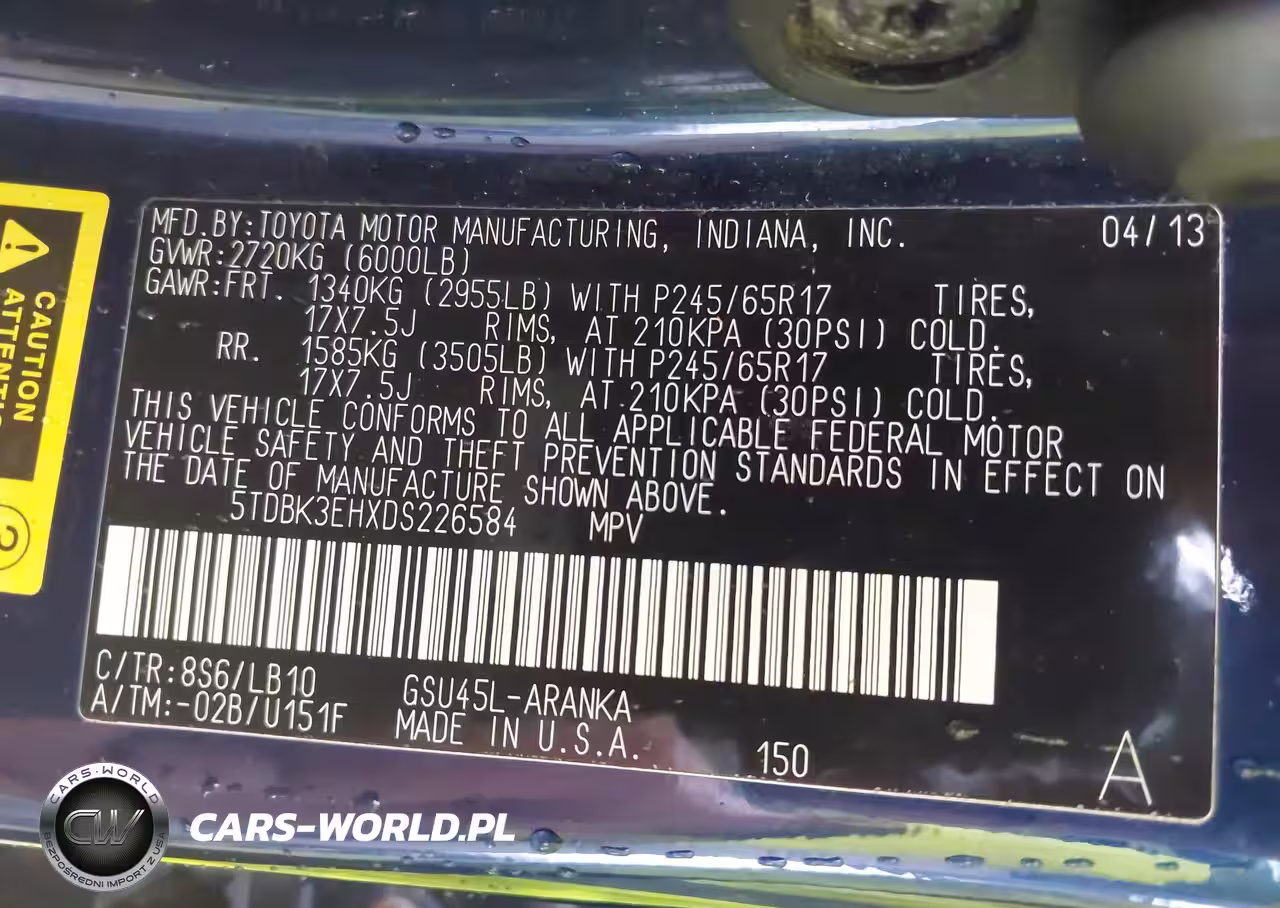 MFD.BY:TOYOTA MOTOR MANUFACTURING, INDIANA, INC. 04/13
GVWR:2720KG (6000LB)
GAWR:FRT. 1340KG (2955LB) WITH P245/65R17 TIRES,
17X7.5J RIMS, AT 210KPA (30PSI) COLD.
RR. 1585KG (3505LB) WITH P245/65R17 TIRES,
17X7.5J RIMS, AT 210KPA (30PSI) COLD.
THIS VEHICLE CONFORMS TO ALL APPLICABLE FEDERAL MOTOR
VEHICLE SAFETY AND THEFT PREVENTION STANDARDS IN EFFECT ON
THE DATE OF MANUFACTURE SHOWN ABOVE.
5TDBK3EHXDS226584 MPV
C/TR:8S6/LB10 GSU45L-ARANKA
A/TM:-02B/U151F MADE IN U.S.A. 150 A
CAUTION
CARS-WORLD
CW
BEZPOŚREDNI IMPORT Z USA
CARS-WORLD.PL